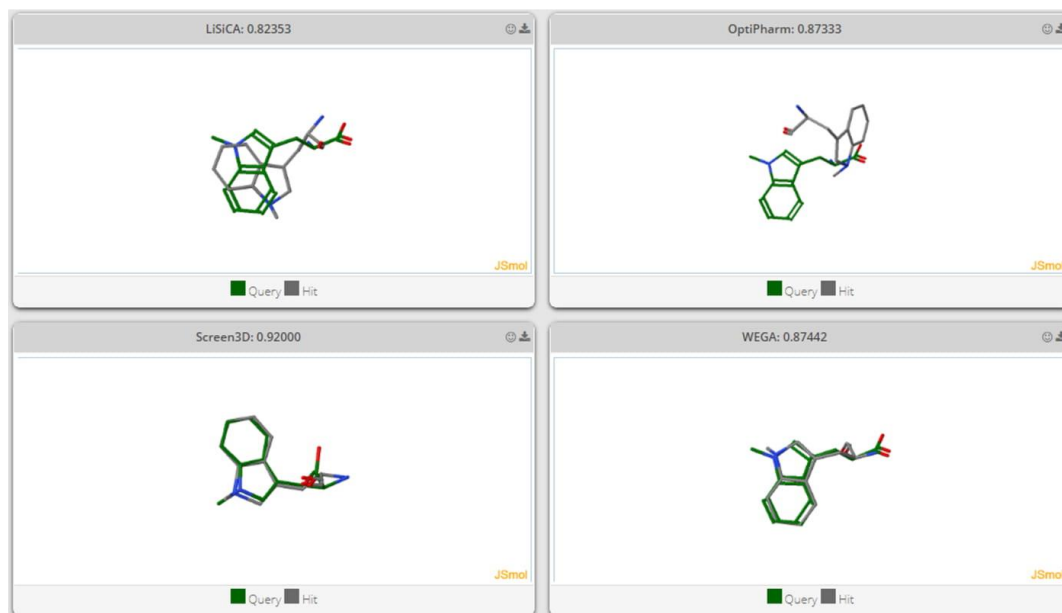 LiSiCA: 0.82353
OptiPharm: 0.87333
JSmol
JSmol
Query Hit
Query Hit
Screen3D: 0.92000
WEGA: 0.87442
JSmol
JSmol
Query Hit
Query Hit